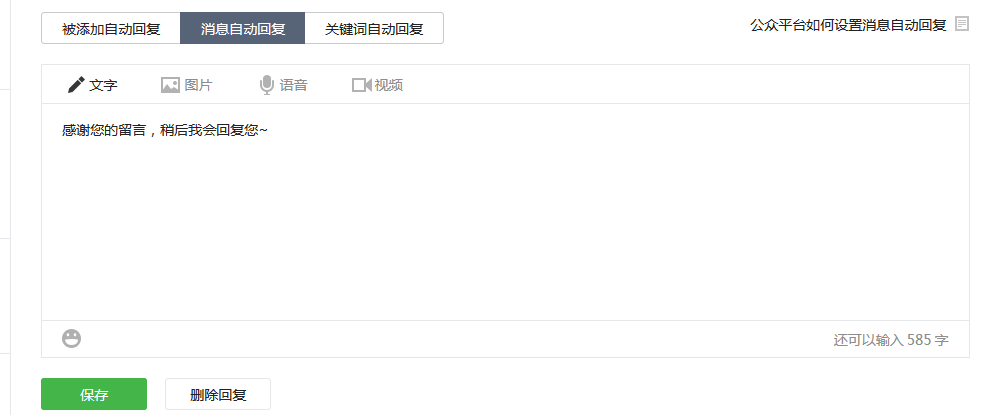 被添加自动回复 消息自动回复 关键词自动回复 公众平台如何设置消息自动回复
文字 图片 语音 视频
感谢您的留言，稍后我会回复您~
还可以输入 585 字
保存 删除回复